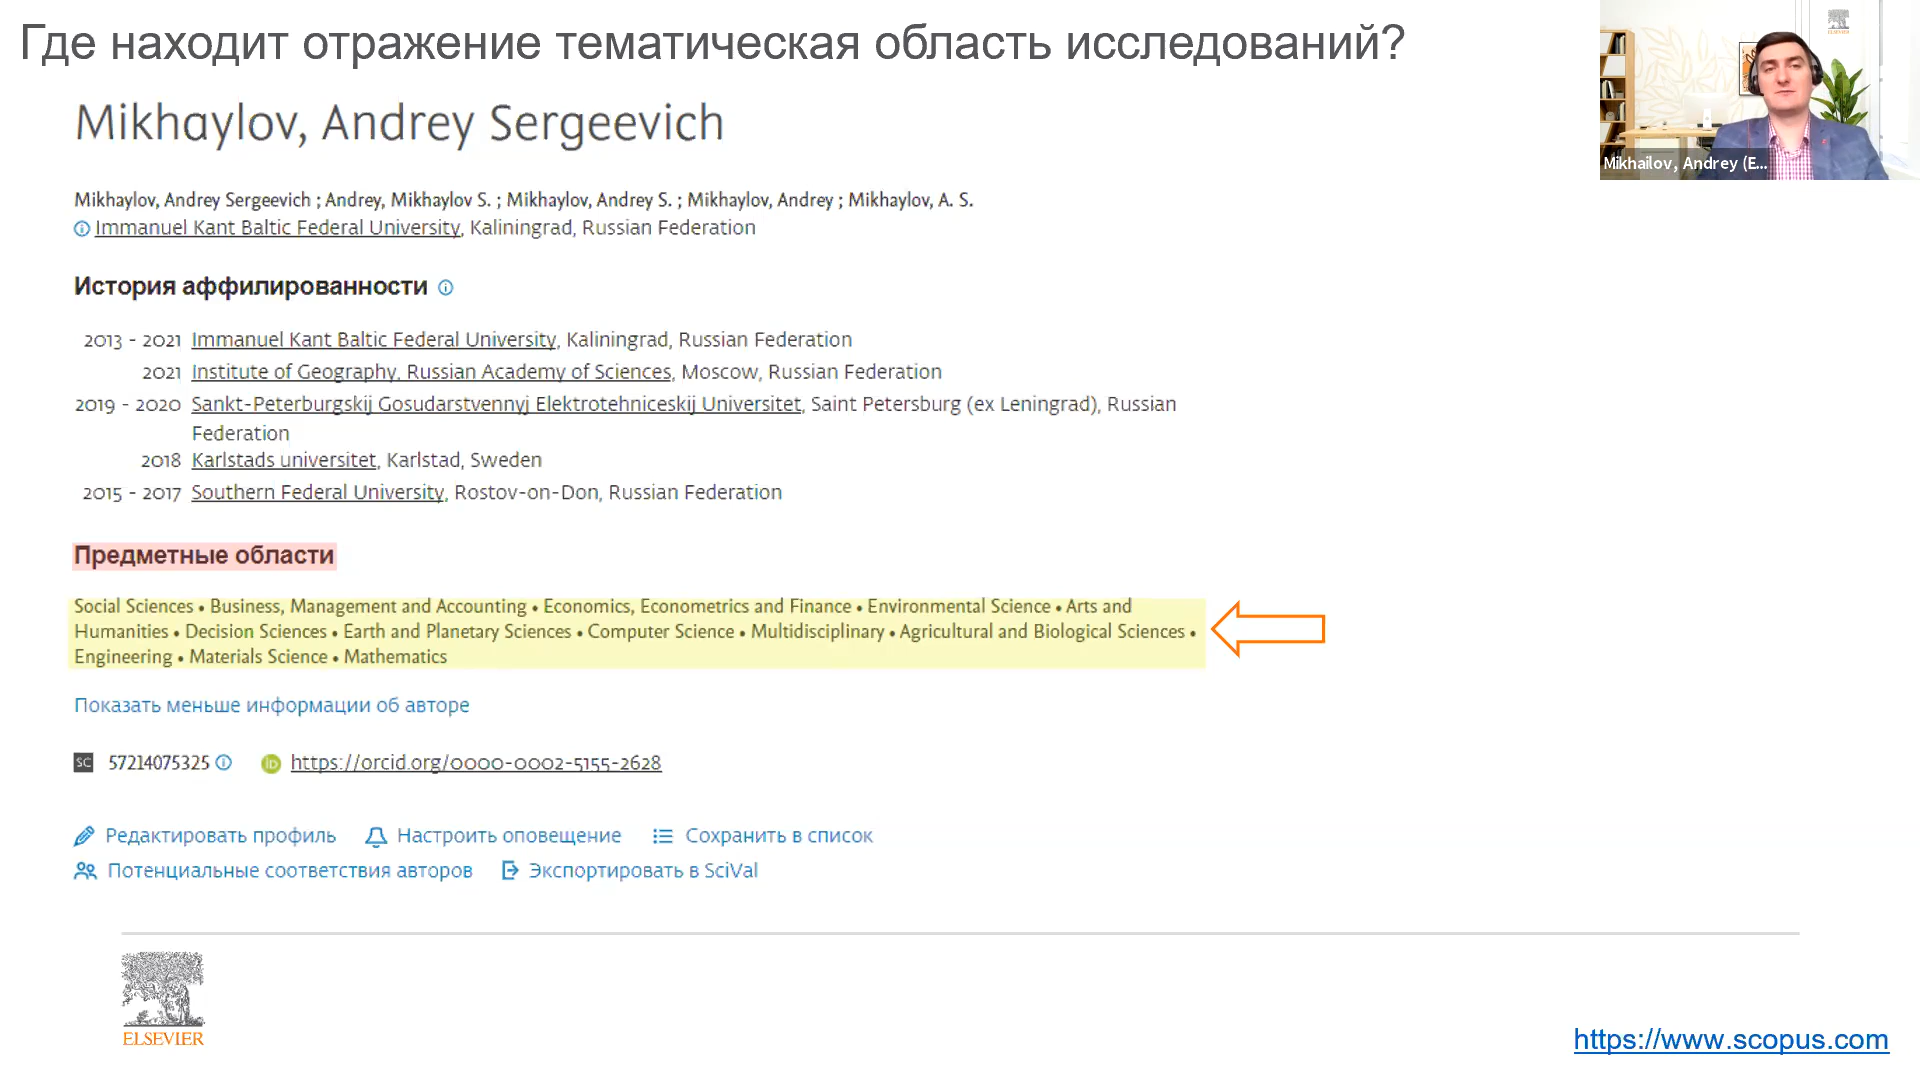 Где находит отражение тематическая область исследований?
Mikhaylov, Andrey Sergeevich
Mikhaylov, Andrey Sergeevich ; Andrey, Mikhaylov S. ; Mikhaylov, Andrey S. ; Mikhaylov, Andrey ; Mikhaylov, A. S.
Immanuel Kant Baltic Federal University, Kaliningrad, Russian Federation
История аффилированности
2013 - 2021 Immanuel Kant Baltic Federal University, Kaliningrad, Russian Federation
2021 Institute of Geography, Russian Academy of Sciences, Moscow, Russian Federation
2019 - 2020 Sankt-Peterburgskij Gosudarstvennyj Elektrotehniceskij Universitet, Saint Petersburg (ex Leningrad), Russian
Federation
2018 Karlstads universitet, Karlstad, Sweden
2015 - 2017 Southern Federal University, Rostov-on-Don, Russian Federation
Предметные области
Social Sciences • Business, Management and Accounting • Economics, Econometrics and Finance • Environmental Science • Arts and
Humanities • Decision Sciences • Earth and Planetary Sciences • Computer Science • Multidisciplinary • Agricultural and Biological Sciences •
Engineering • Materials Science • Mathematics
Показать меньше информации об авторе
SC 57214075325 iD https://orcid.org/0000-0002-5155-2628
Редактировать профиль Настроить оповещение Сохранить в список
Потенциальные соответствия авторов Экспортировать в SciVal
ELSEVIER
https://www.scopus.com
Mikhailov, Andrey (E...
ELSEVIER